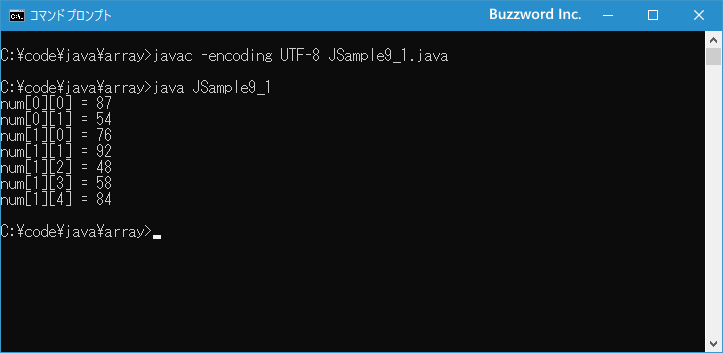 コマンド プロンプト
Buzzword Inc.
C:¥code¥java¥array>javac -encoding UTF-8 JSample9_1.java
C:¥code¥java¥array>java JSample9_1
num[0][0] = 87
num[0][1] = 54
num[1][0] = 76
num[1][1] = 92
num[1][2] = 48
num[1][3] = 58
num[1][4] = 84
C:¥code¥java¥array>